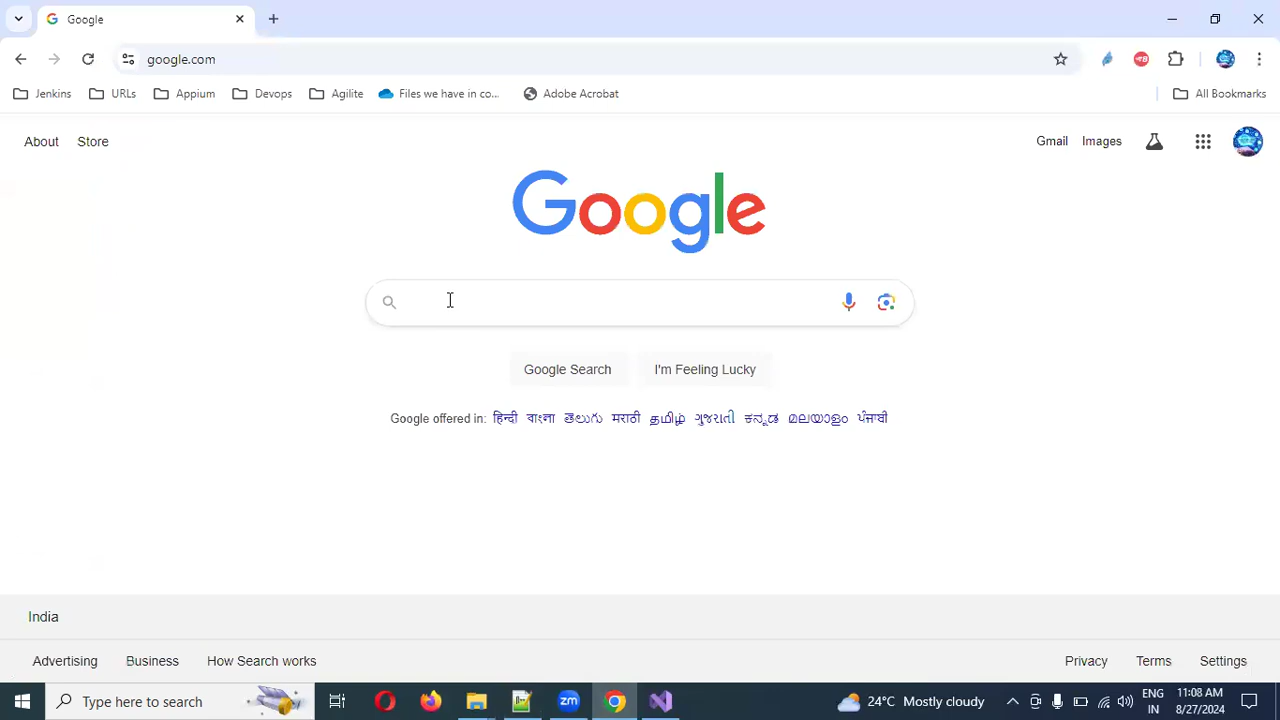 Google
google.com
Jenkins URLs Appium Devops Agilite Files we have in co... Adobe Acrobat All Bookmarks
About Store Gmail Images
Google
Google Search I'm Feeling Lucky
Google offered in: हिन्दी বাংলা తెలుగు मराठी தமிழ் ગુજરાતી ಕನ್ನಡ മലയാളം ਪੰਜਾਬੀ
India
Advertising Business How Search works Privacy Terms Settings
Type here to search zm 24°C Mostly cloudy ENG 11:08 AM
IN 8/27/2024